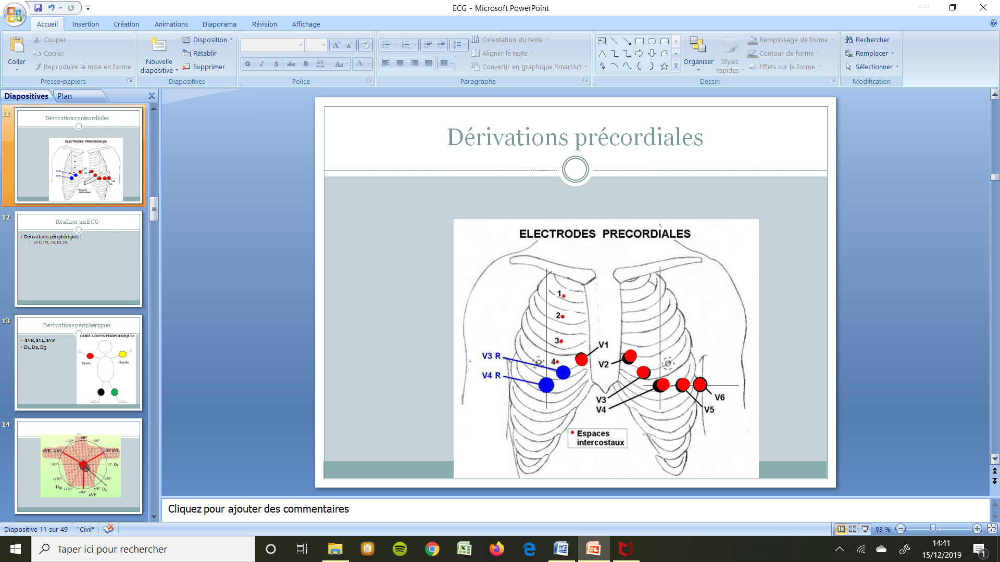 ECG - Microsoft PowerPoint
Accueil Insertion Création Animations Diaporama Révision Affichage
Coller
Couper
Copier
Reproduire la mise en forme
Presse-papiers
Nouvelle
diapositive
Disposition
Rétablir
Supprimer
Diapositives
G I S abc S AV Aa A
Police
Orientation du texte
Aligner le texte
Convertir en graphique SmartArt
Paragraphe
Organiser
Styles
rapides
Remplissage de forme
Contour de forme
Effets sur la forme
Dessin
Rechercher
Remplacer
Sélectionner
Modification
Diapositives Plan
11
Dérivations précordiales
ELECTRODES PRECORDIALES
12
Réaliser un ECG
Dérivations périphériques :
aVF, aVL, D1, D2, D3
13
Dérivations périphériques
aVR, aVL, aVF
D1, D2, D3
DERIVATIONS PERIPHERIQUES
Droite
Gauche
14
-120° -90° -60°
aVR -150° -30° aVL
180° 0° DI
+150° +30°
DIII +120° +90° +60° DII
aVF
Dérivations précordiales
ELECTRODES PRECORDIALES
1
2
3
4
V1
V3 R
V2
V4 R
V3
V6
V4
V5
Espaces
intercostaux
Cliquez pour ajouter des commentaires
Diapositive 11 sur 49 "Civil" 83 %
Taper ici pour rechercher
14:41
15/12/2019
1